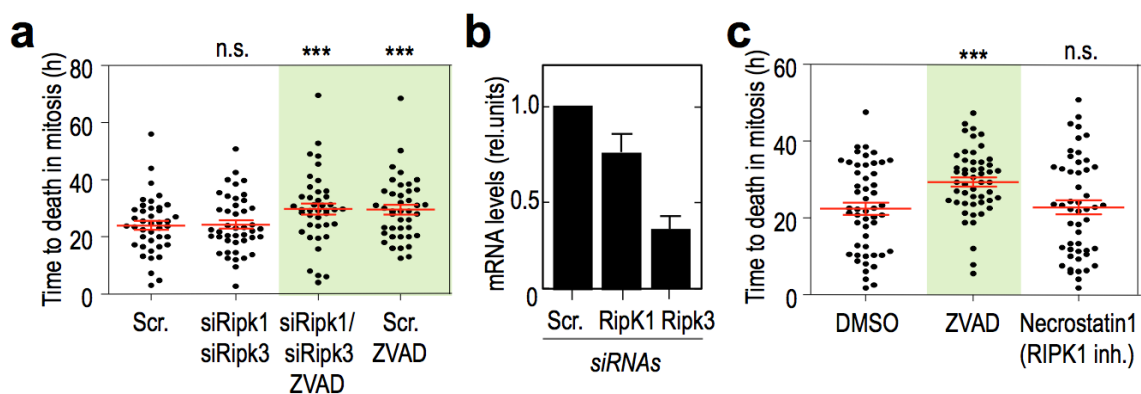 a
Time to death in mitosis (h)
80
60
40
20
0
n.s.
***
***
Scr.
siRipk1
siRipk3
siRipk1/
siRipk3
ZVAD
Scr.
ZVAD
b
mRNA levels (rel.units)
1.0
0.5
0
Scr.
RipK1
Ripk3
siRNAs
c
Time to death in mitosis (h)
60
40
20
0
***
n.s.
DMSO
ZVAD
Necrostatin1
(RIPK1 inh.)